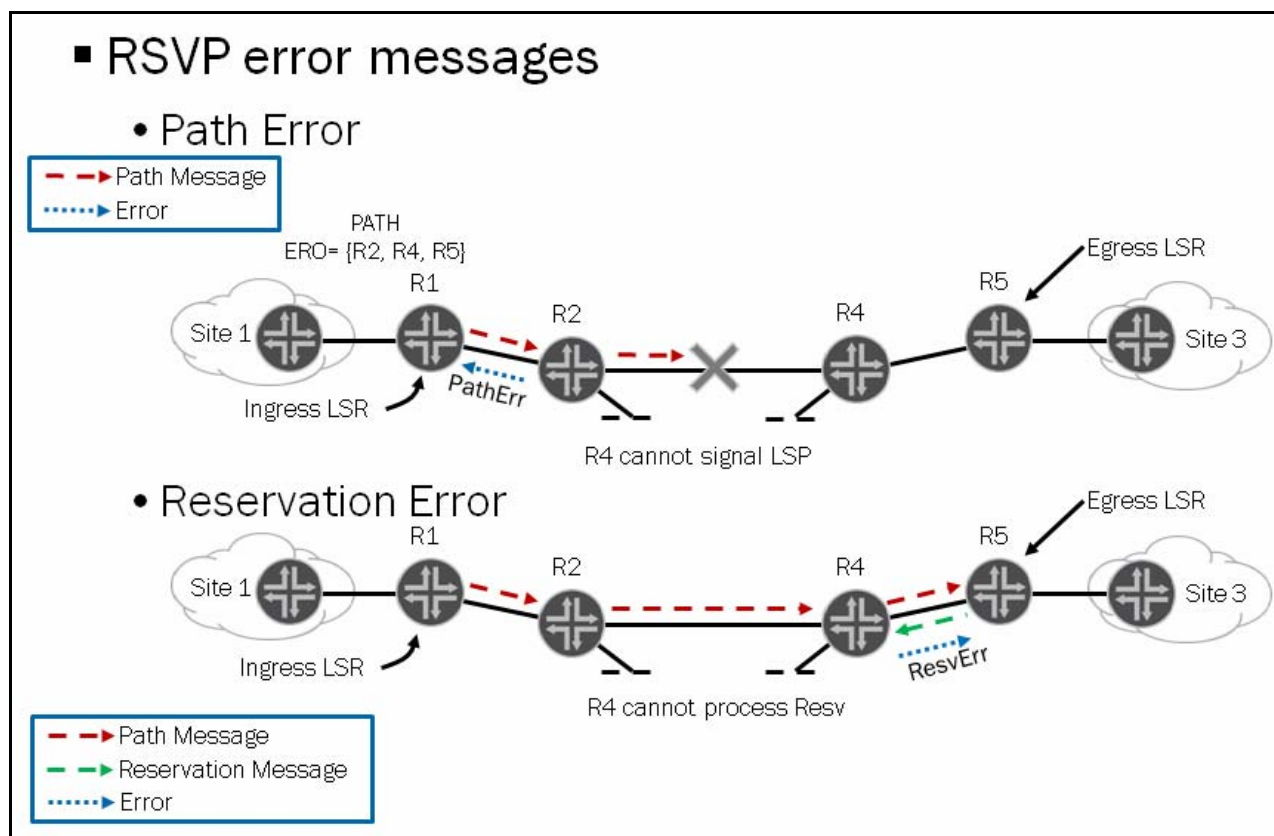 ▪ RSVP error messages
• Path Error
Path Message
Error
PATH
ERO= {R2, R4, R5}
R1
R2
R4
R5
Egress LSR
Site 1
Site 3
PathErr
Ingress LSR
R4 cannot signal LSP
• Reservation Error
R1
R2
R4
R5
Egress LSR
Site 1
Site 3
Ingress LSR
ResvErr
R4 cannot process Resv
Path Message
Reservation Message
Error